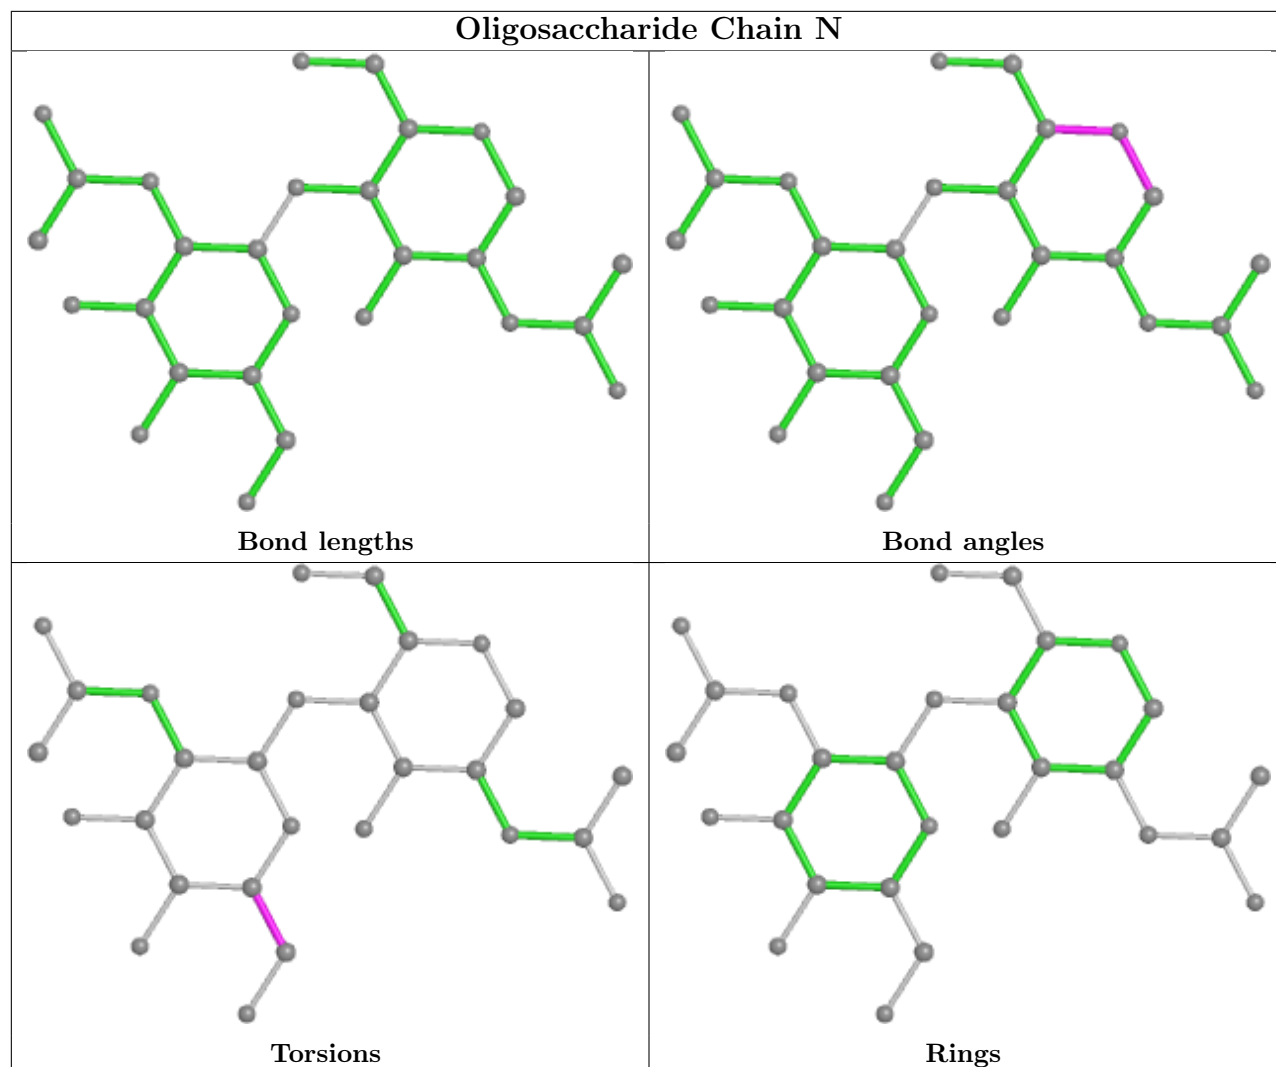 Oligosaccharide Chain N
Bond lengths
Bond angles
Torsions
Rings